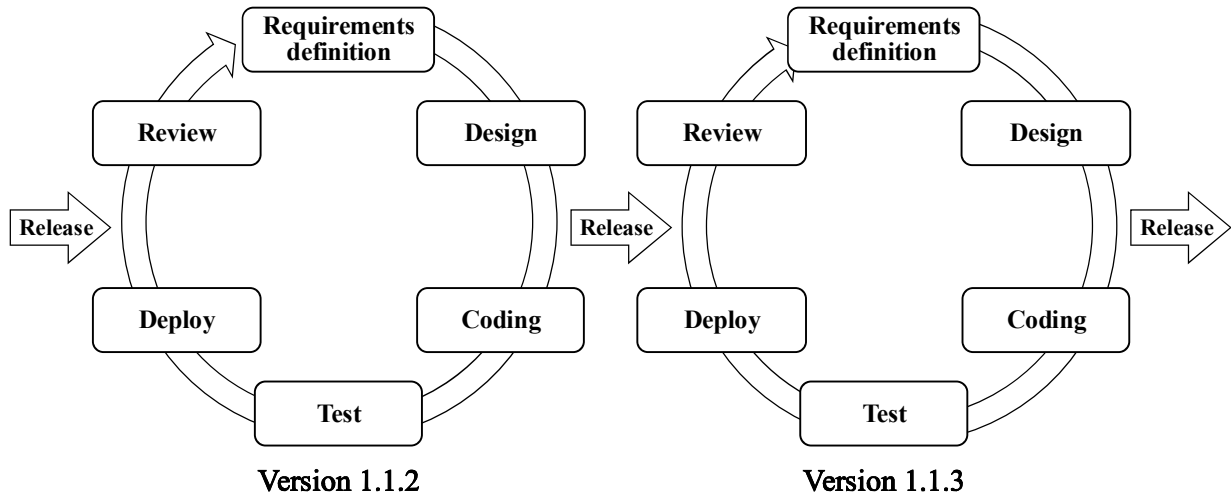 Requirements
definition
Review
Design
Release
Deploy
Coding
Test
Version 1.1.2
Requirements
definition
Review
Design
Release
Deploy
Coding
Test
Version 1.1.3
Release